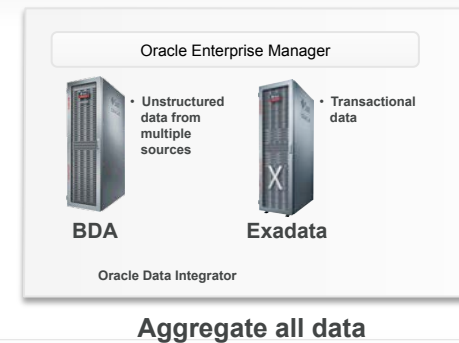 Oracle Enterprise Manager
• Unstructured
data from
multiple
sources
• Transactional
data
X
BDA
Exadata
Oracle Data Integrator
Aggregate all data